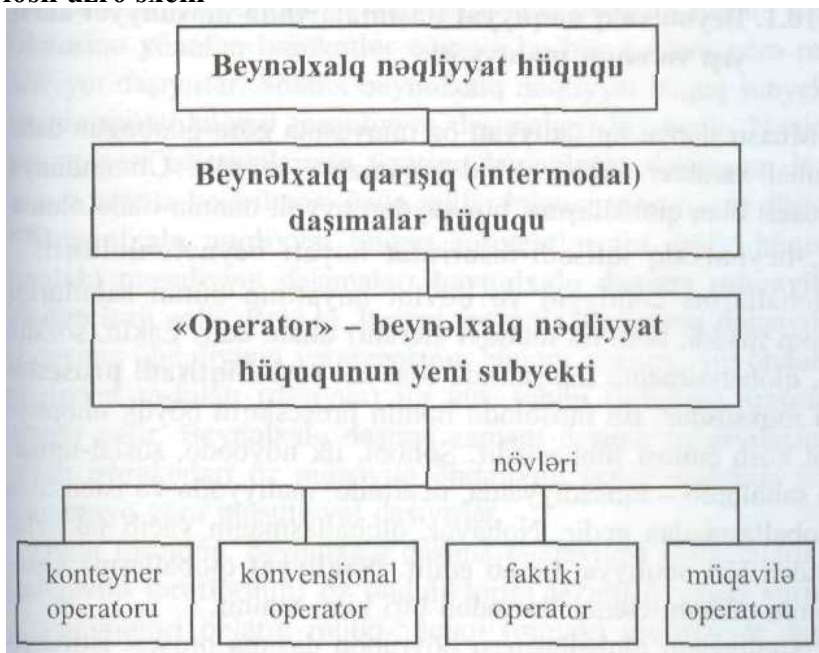 Beynəlxalq nəqliyyat hüququ
Beynəlxalq qarışıq (intermodal)
daşımalar hüququ
«Operator» – beynəlxalq nəqliyyat
hüququnun yeni subyekti
növləri
konteyner
operatoru
konvensional
operator
faktiki
operator
müqavilə
operatoru